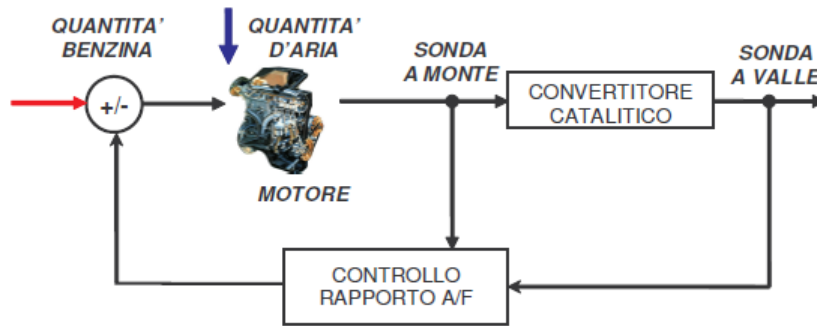 QUANTITA'
BENZINA
QUANTITA'
D'ARIA
SONDA
A MONTE
SONDA
A VALLE
+/-
CONVERTITORE
CATALITICO
MOTORE
CONTROLLO
RAPPORTO A/F